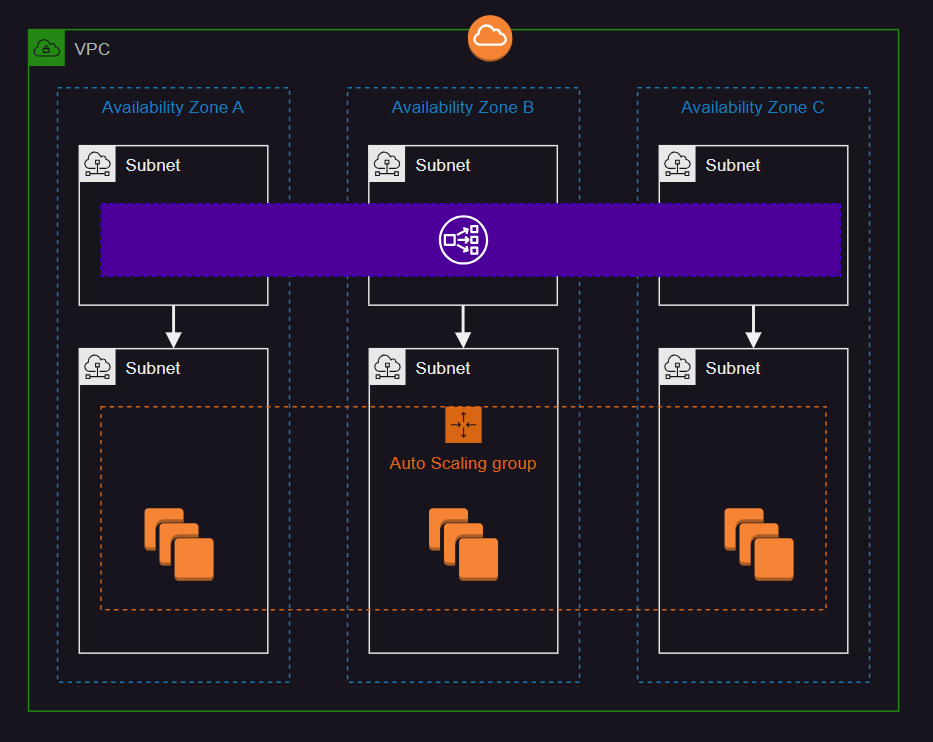 VPC
Availability Zone A
Availability Zone B
Availability Zone C
Subnet
Subnet
Subnet
Subnet
Subnet
Subnet
Auto Scaling group